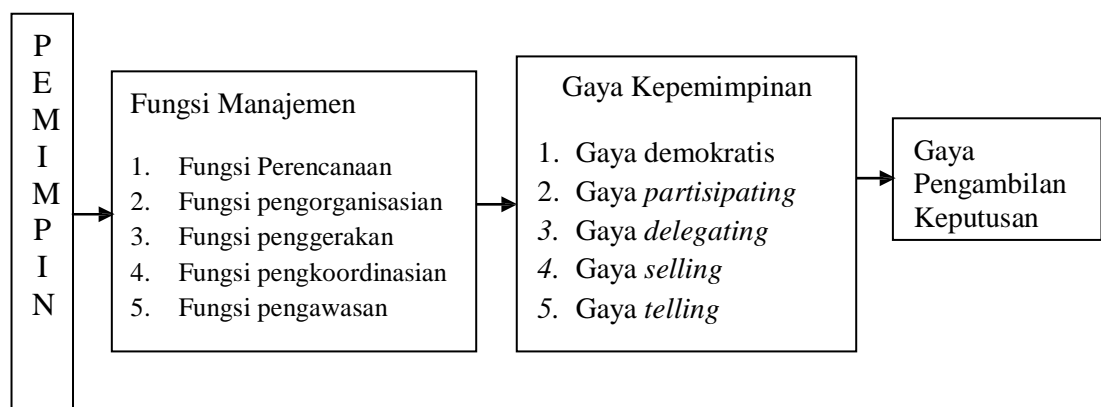 P
E
M
I
M
P
I
N
Fungsi Manajemen
1. Fungsi Perencanaan
2. Fungsi pengorganisasian
3. Fungsi penggerakan
4. Fungsi pengkoordinasian
5. Fungsi pengawasan
Gaya Kepemimpinan
1. Gaya demokratis
2. Gaya partisipating
3. Gaya delegating
4. Gaya selling
5. Gaya telling
Gaya
Pengambilan
Keputusan